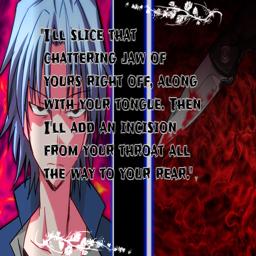 "I'll slice that
chattering jaw of
yours right off, along
with your tongue. Then
I'll add an incision
from your throat all
the way to your rear.",